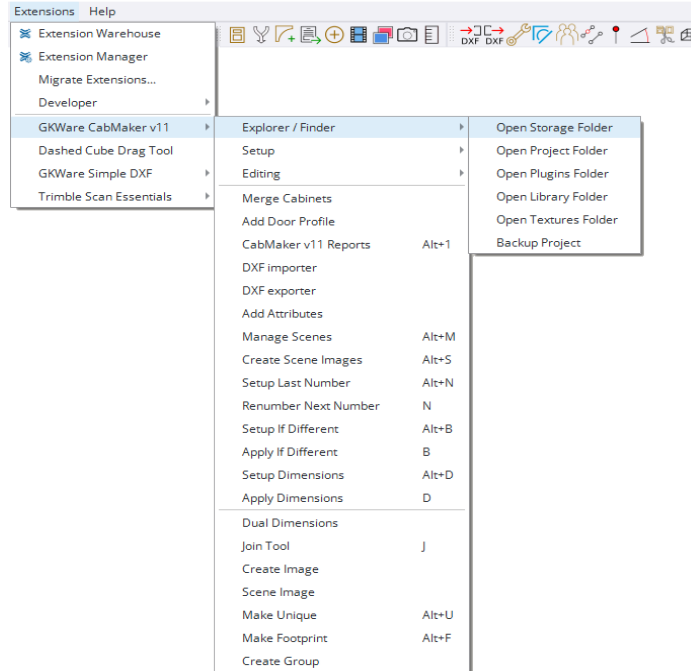 Extensions Help
Extension Warehouse
DXF DXF
Extension Manager
Migrate Extensions...
Developer
GKWare CabMaker v11
Dashed Cube Drag Tool
GKWare Simple DXF
Trimble Scan Essentials
Explorer / Finder
Setup
Editing
Merge Cabinets
Add Door Profile
CabMaker v11 Reports Alt+1
DXF importer
DXF exporter
Add Attributes
Manage Scenes Alt+M
Create Scene Images Alt+S
Setup Last Number Alt+N
Renumber Next Number N
Setup If Different Alt+B
Apply If Different B
Setup Dimensions Alt+D
Apply Dimensions D
Dual Dimensions
Join Tool J
Create Image
Scene Image
Make Unique Alt+U
Make Footprint Alt+F
Create Group
Open Storage Folder
Open Project Folder
Open Plugins Folder
Open Library Folder
Open Textures Folder
Backup Project